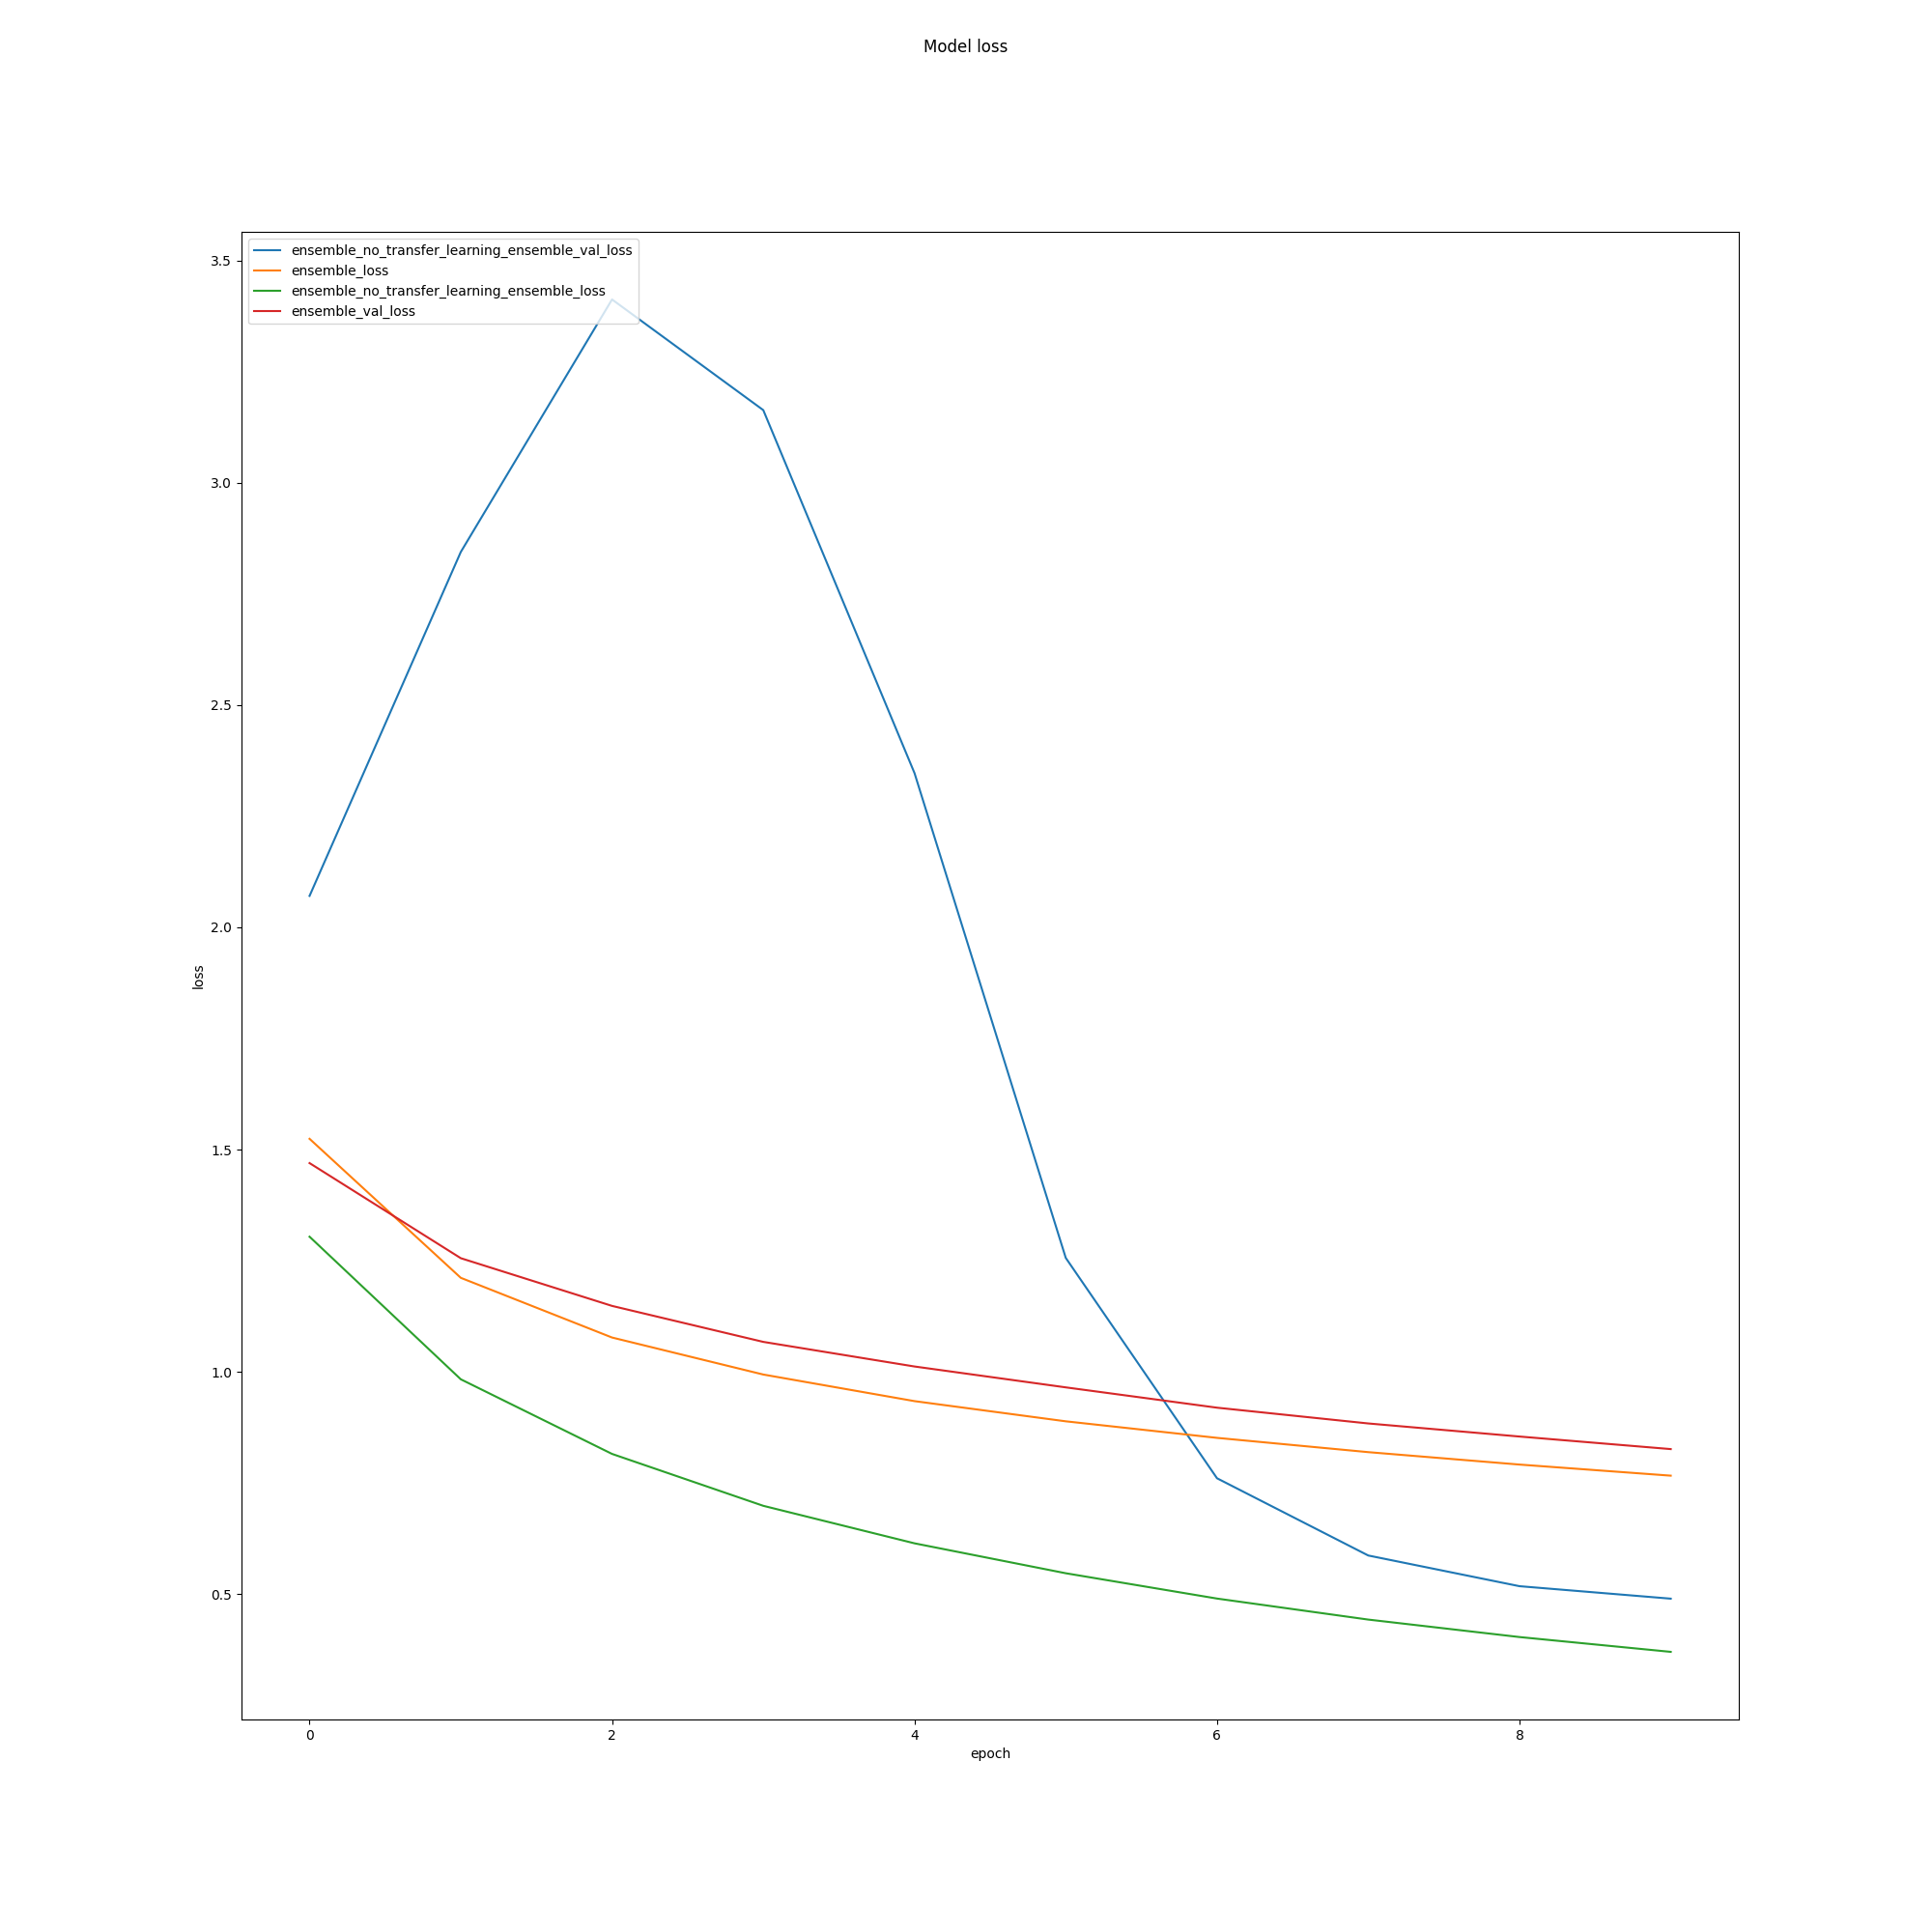 Model loss
ensemble_no_transfer_learning_ensemble_val_loss
ensemble_loss
ensemble_no_transfer_learning_ensemble_loss
ensemble_val_loss
3.5
3.0
2.5
2.0
1.5
1.0
0.5
loss
0 2 4 6 8
epoch